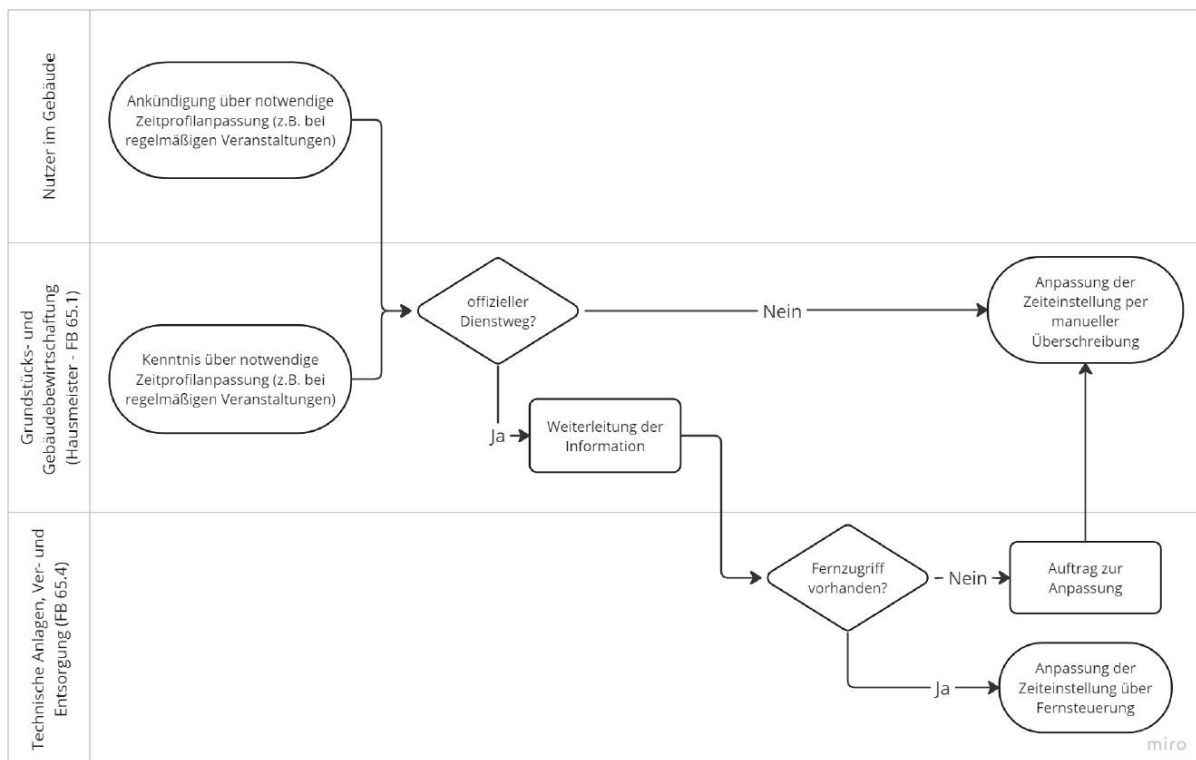 Nutzer im Gebäude
Ankündigung über notwendige
Zeitprofilanpassung (z.B. bei
regelmäßigen Veranstaltungen)
Grundstücks- und
Gebäudebewirtschaftung
(Hausmeister - FB 65.1)
Kenntnis über notwendige
Zeitprofilanpassung (z.B. bei
regelmäßigen Veranstaltungen)
offizieller
Dienstweg?
Nein
Anpassung der
Zeiteinstellung per
manueller
Überschreibung
Ja
Weiterleitung der
Information
Technische Anlagen, Ver- und
Entsorgung (FB 65.4)
Fernzugriff
vorhanden?
Nein
Auftrag zur
Anpassung
Ja
Anpassung der
Zeiteinstellung über
Fernsteuerung
miro